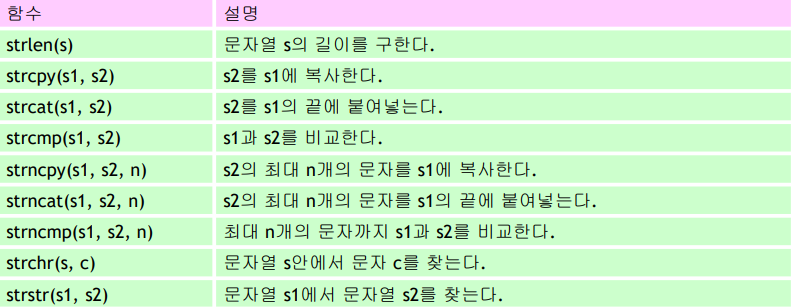 함수 설명
strlen(s) 문자열 s의 길이를 구한다.
strcpy(s1, s2) s2를 s1에 복사한다.
strcat(s1, s2) s2를 s1의 끝에 붙여넣는다.
strcmp(s1, s2) s1과 s2를 비교한다.
strncpy(s1, s2, n) s2의 최대 n개의 문자를 s1에 복사한다.
strncat(s1, s2, n) s2의 최대 n개의 문자를 s1의 끝에 붙여넣는다.
strncmp(s1, s2, n) 최대 n개의 문자까지 s1과 s2를 비교한다.
strchr(s, c) 문자열 s안에서 문자 c를 찾는다.
strstr(s1, s2) 문자열 s1에서 문자열 s2를 찾는다.